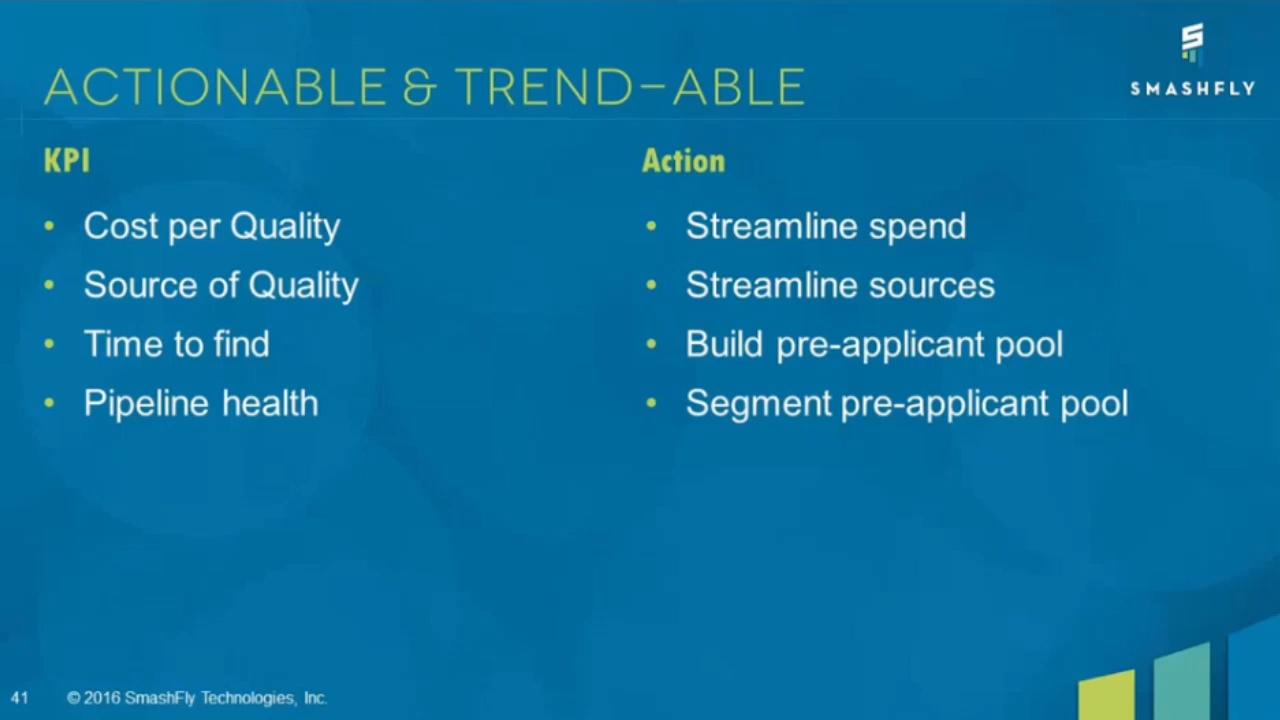 ACTIONABLE & TREND-ABLE
SMASHFLY
KPI
• Cost per Quality
• Source of Quality
• Time to find
• Pipeline health
Action
• Streamline spend
• Streamline sources
• Build pre-applicant pool
• Segment pre-applicant pool
41 © 2016 SmashFly Technologies, Inc.